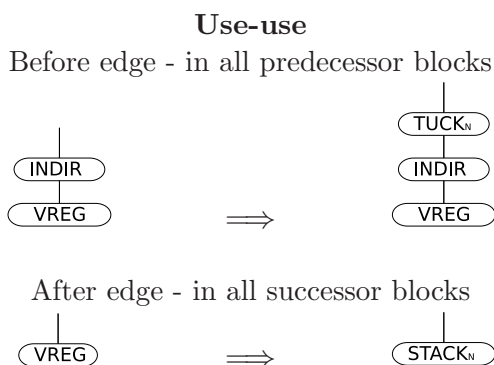 Use-use
Before edge - in all predecessor blocks
TUCKN
INDIR INDIR
VREG ⟹ VREG
After edge - in all successor blocks
VREG ⟹ STACKN